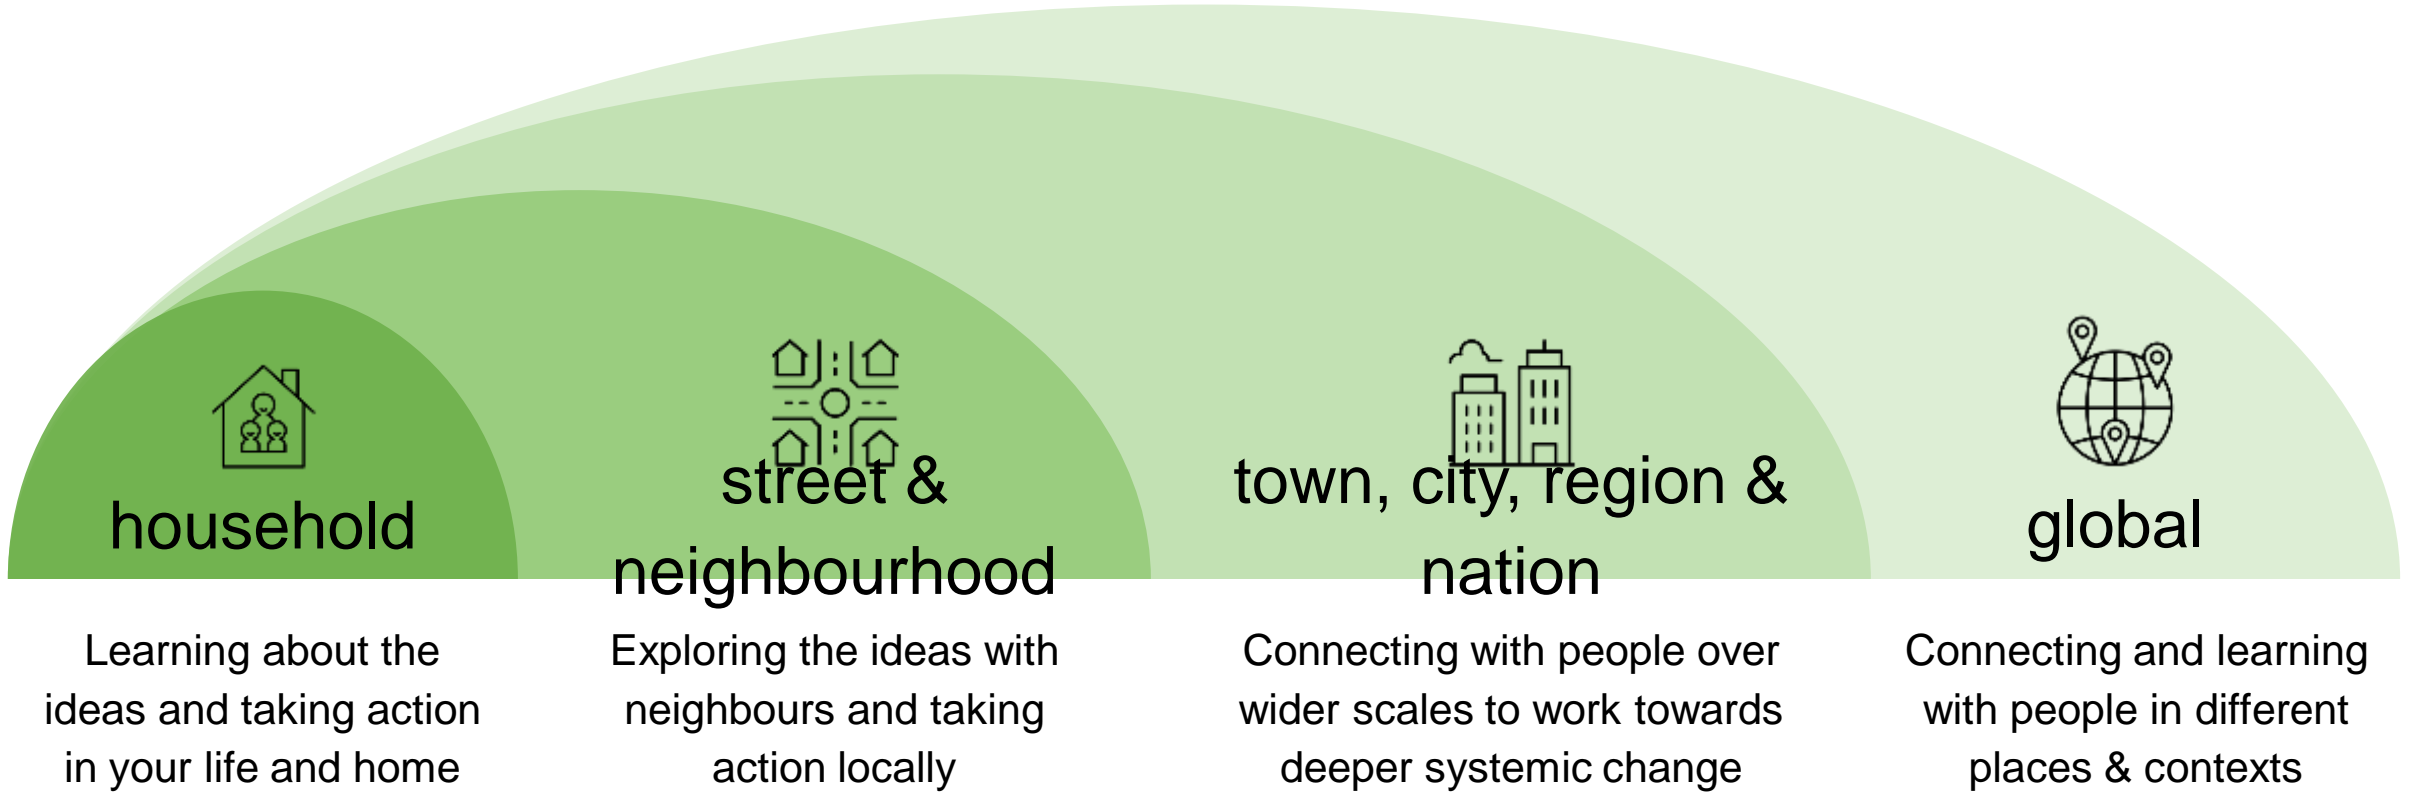 household
street &
neighbourhood
town, city, region &
nation
global
Learning about the
ideas and taking action
in your life and home
Exploring the ideas with
neighbours and taking
action locally
Connecting with people over
wider scales to work towards
deeper systemic change
Connecting and learning
with people in different
places & contexts